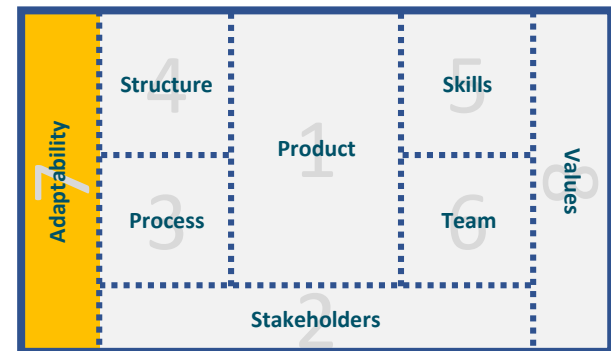 Adaptability
7
Structure
4
Process
3
Product
1
Skills
5
Team
6
Values
8
Stakeholders
2